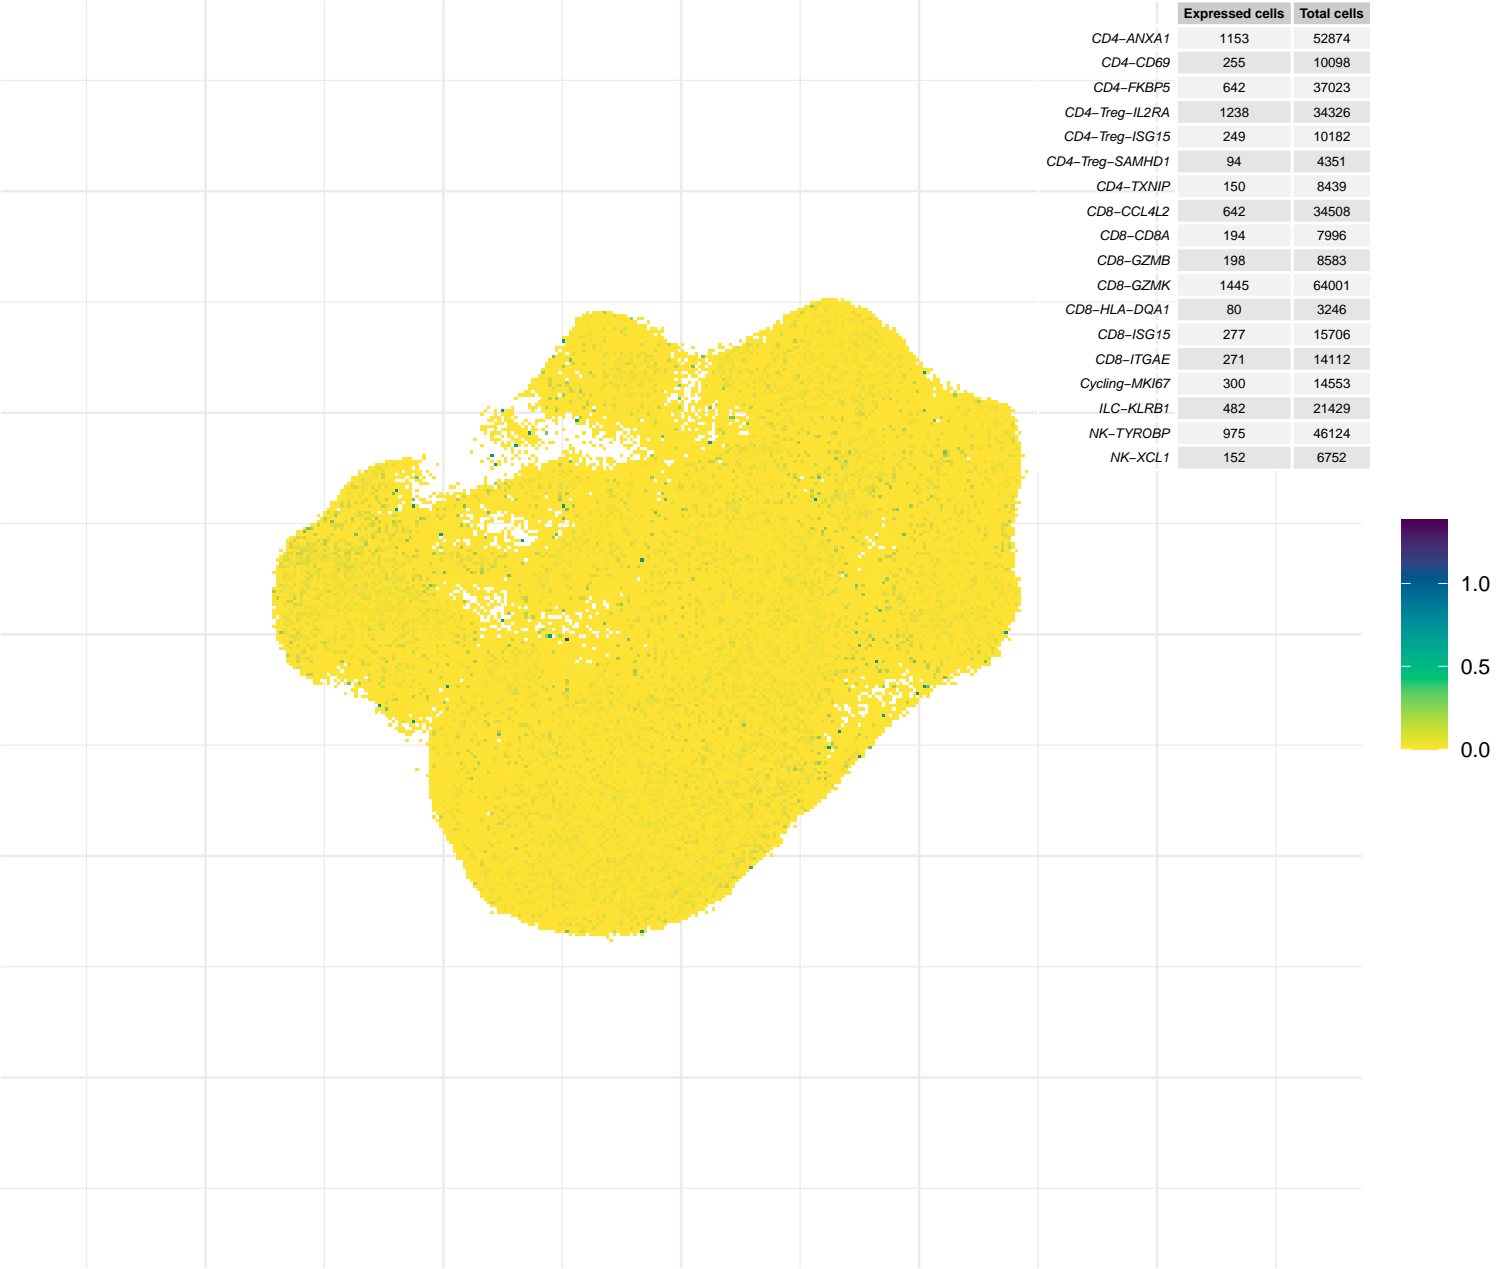 Expressed cells Total cells
CD4−ANXA1 1153 52874
CD4−CD69 255 10098
CD4−FKBP5 642 37023
CD4−Treg−IL2RA 1238 34326
CD4−Treg−ISG15 249 10182
CD4−Treg−SAMHD1 94 4351
CD4−TXNIP 150 8439
CD8−CCL4L2 642 34508
CD8−CD8A 194 7996
CD8−GZMB 198 8583
CD8−GZMK 1445 64001
CD8−HLA−DQA1 80 3246
CD8−ISG15 277 15706
CD8−ITGAE 271 14112
Cycling−MKI67 300 14553
ILC−KLRB1 482 21429
NK−TYROBP 975 46124
NK−XCL1 152 6752
1.0
0.5
0.0